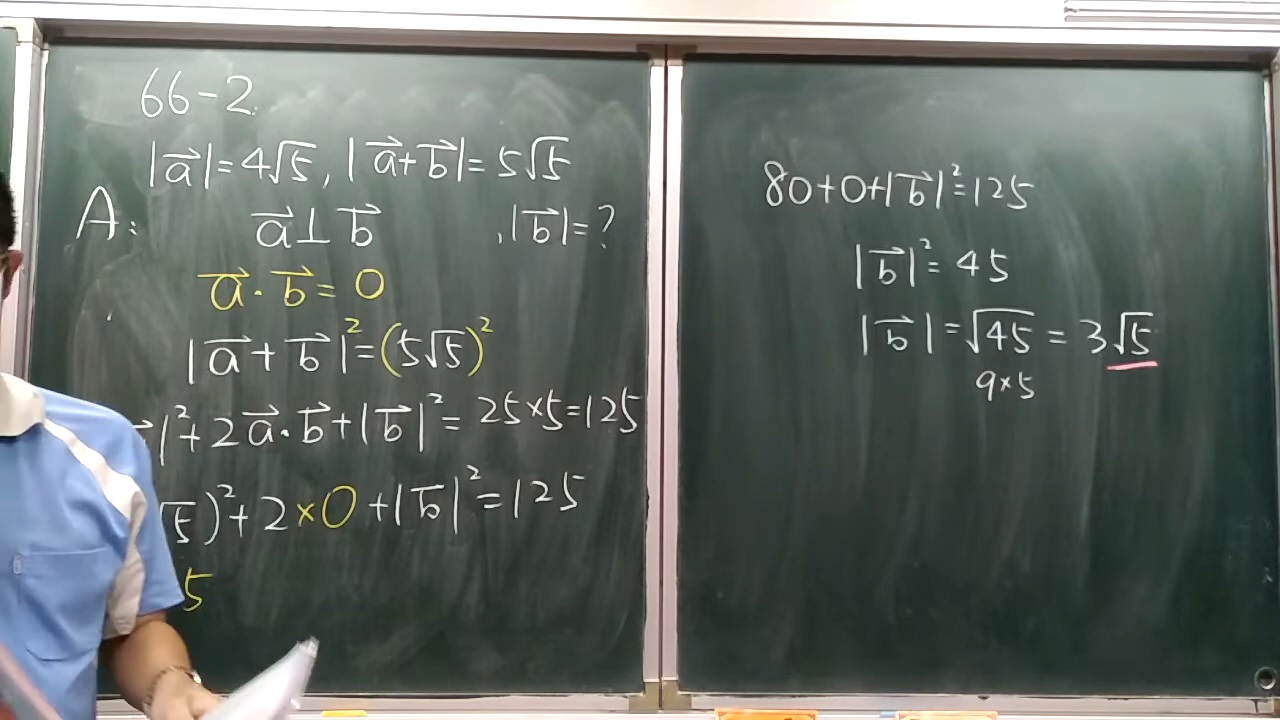 66-2
|a⃗|=4√5, |a⃗+b⃗|=5√5
A: a⃗⊥b⃗ , |b⃗|=?
a⃗·b⃗=0
|a⃗+b⃗|²=(5√5)²
|²+2a⃗·b⃗+|b⃗|²=25×5=125
√5)²+2×0+|b⃗|²=125
5
80+0+|b⃗|²=125
|b⃗|²=45
|b⃗|=√45=3√5
9×5